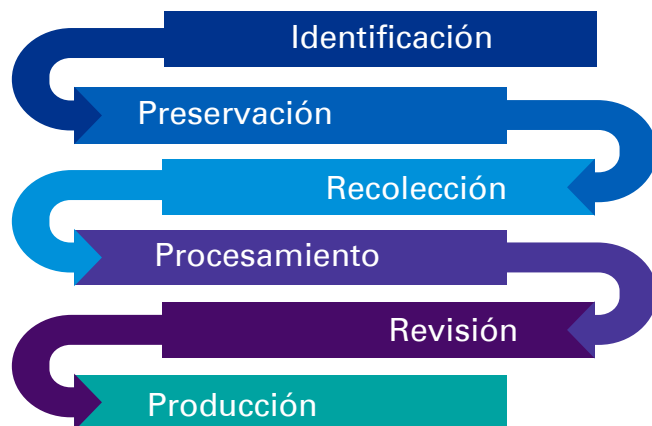 Identificación
Preservación
Recolección
Procesamiento
Revisión
Producción